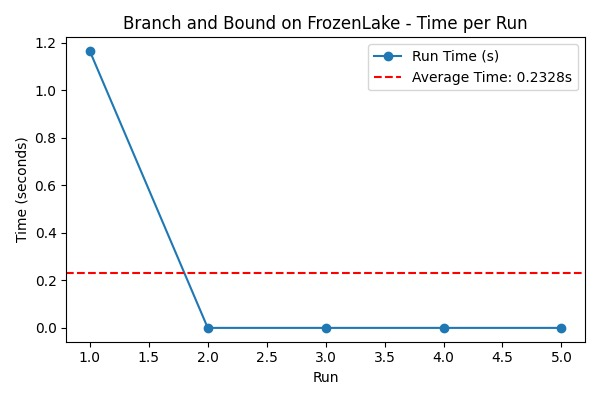 Branch and Bound on FrozenLake - Time per Run
Run Time (s)
Average Time: 0.2328s
Time (seconds)
1.2
1.0
0.8
0.6
0.4
0.2
0.0
1.0 1.5 2.0 2.5 3.0 3.5 4.0 4.5 5.0
Run